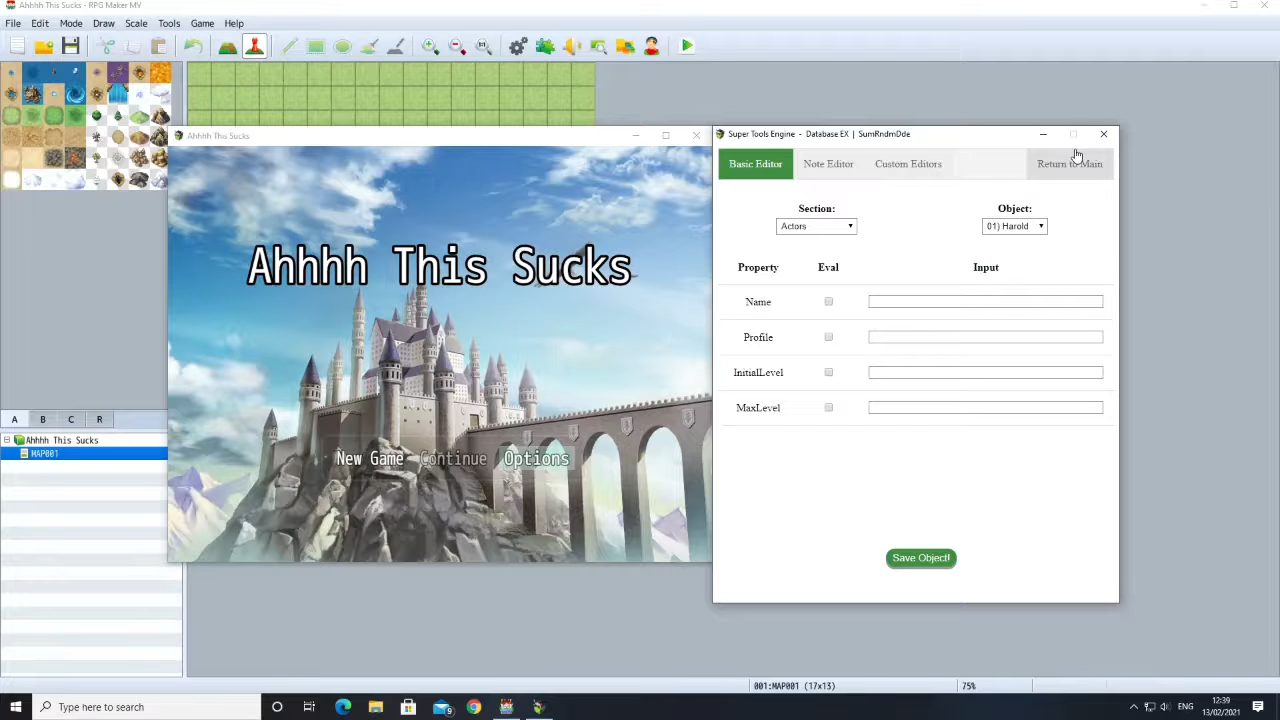 Ahhhh This Sucks - RPG Maker MV
File Edit Mode Draw Scale Tools Game Help
Ahhhh This Sucks
Super Tools Engine - Database EX | SumRndmDde
Basic Editor Note Editor Custom Editors Return to Main
Section: Object:
Actors 01) Harold
Property Eval Input
Name
Profile
InitialLevel
MaxLevel
Save Object!
Ahhhh This Sucks
New Game Continue Options
A B C R
Ahhhh This Sucks
MAP001
001:MAP001 (17x13) 75%
Type here to search
9
ENG
12:39
13/02/2021